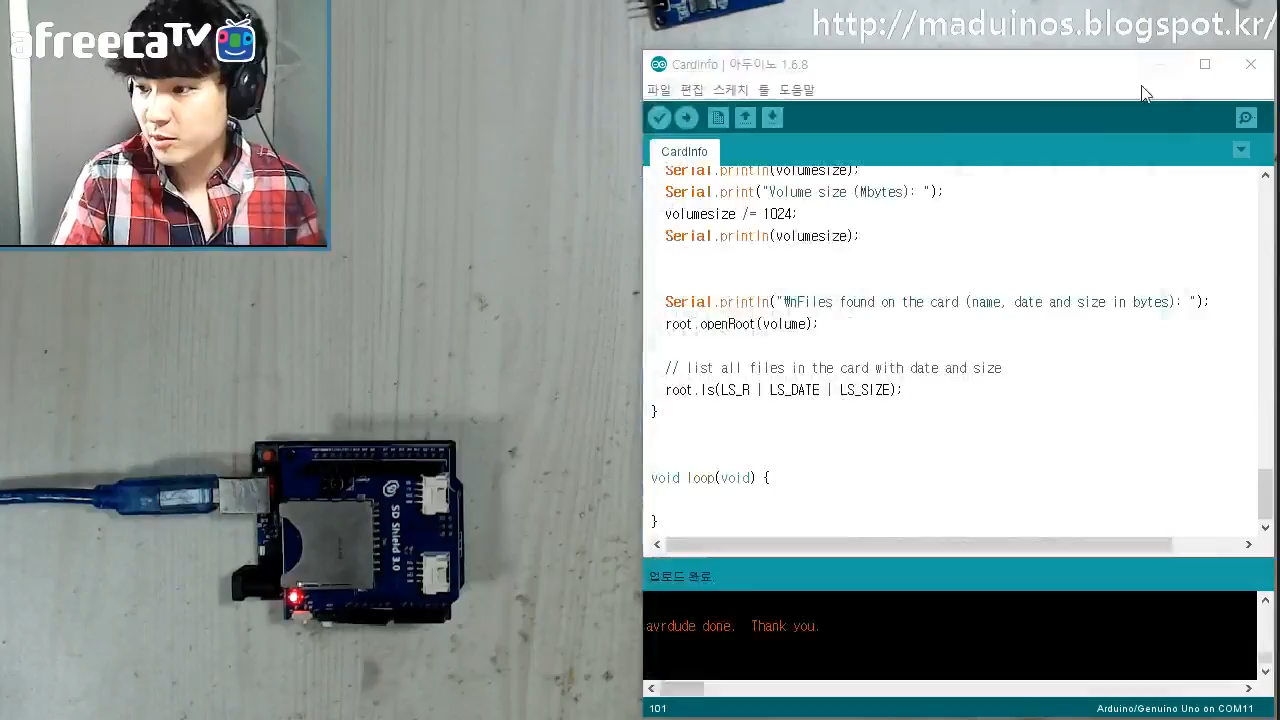 afreecaTV
http://maduinos.blogspot.kr/
CardInfo | 아두이노 1.6.8
파일 편집 스케치 툴 도움말
CardInfo
Serial.println(volumesize);
Serial.print("Volume size (Mbytes): ");
volumesize /= 1024;
Serial.println(volumesize);
Serial.println("₩nFiles found on the card (name, date and size in bytes): ");
root.openRoot(volume);
// list all files in the card with date and size
root.ls(LS_R | LS_DATE | LS_SIZE);
}
void loop(void) {
}
업로드 완료
avrdude done.  Thank you.
101
Arduino/Genuino Uno on COM11
SD Shield 3.0